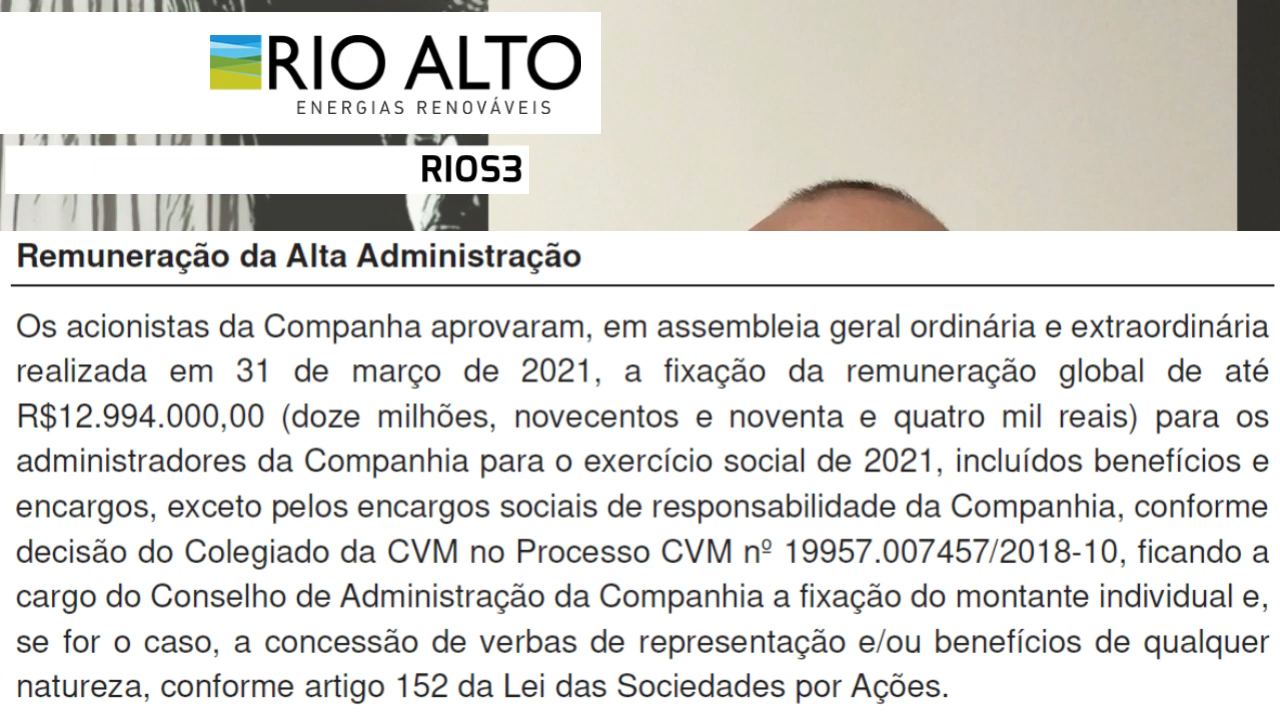 RIO ALTO
ENERGIAS RENOVÁVEIS
RIOS3
Remuneração da Alta Administração
Os acionistas da Companha aprovaram, em assembleia geral ordinária e extraordinária
realizada em 31 de março de 2021, a fixação da remuneração global de até
R$12.994.000,00 (doze milhões, novecentos e noventa e quatro mil reais) para os
administradores da Companhia para o exercício social de 2021, incluídos benefícios e
encargos, exceto pelos encargos sociais de responsabilidade da Companhia, conforme
decisão do Colegiado da CVM no Processo CVM nº 19957.007457/2018-10, ficando a
cargo do Conselho de Administração da Companhia a fixação do montante individual e,
se for o caso, a concessão de verbas de representação e/ou benefícios de qualquer
natureza, conforme artigo 152 da Lei das Sociedades por Ações.